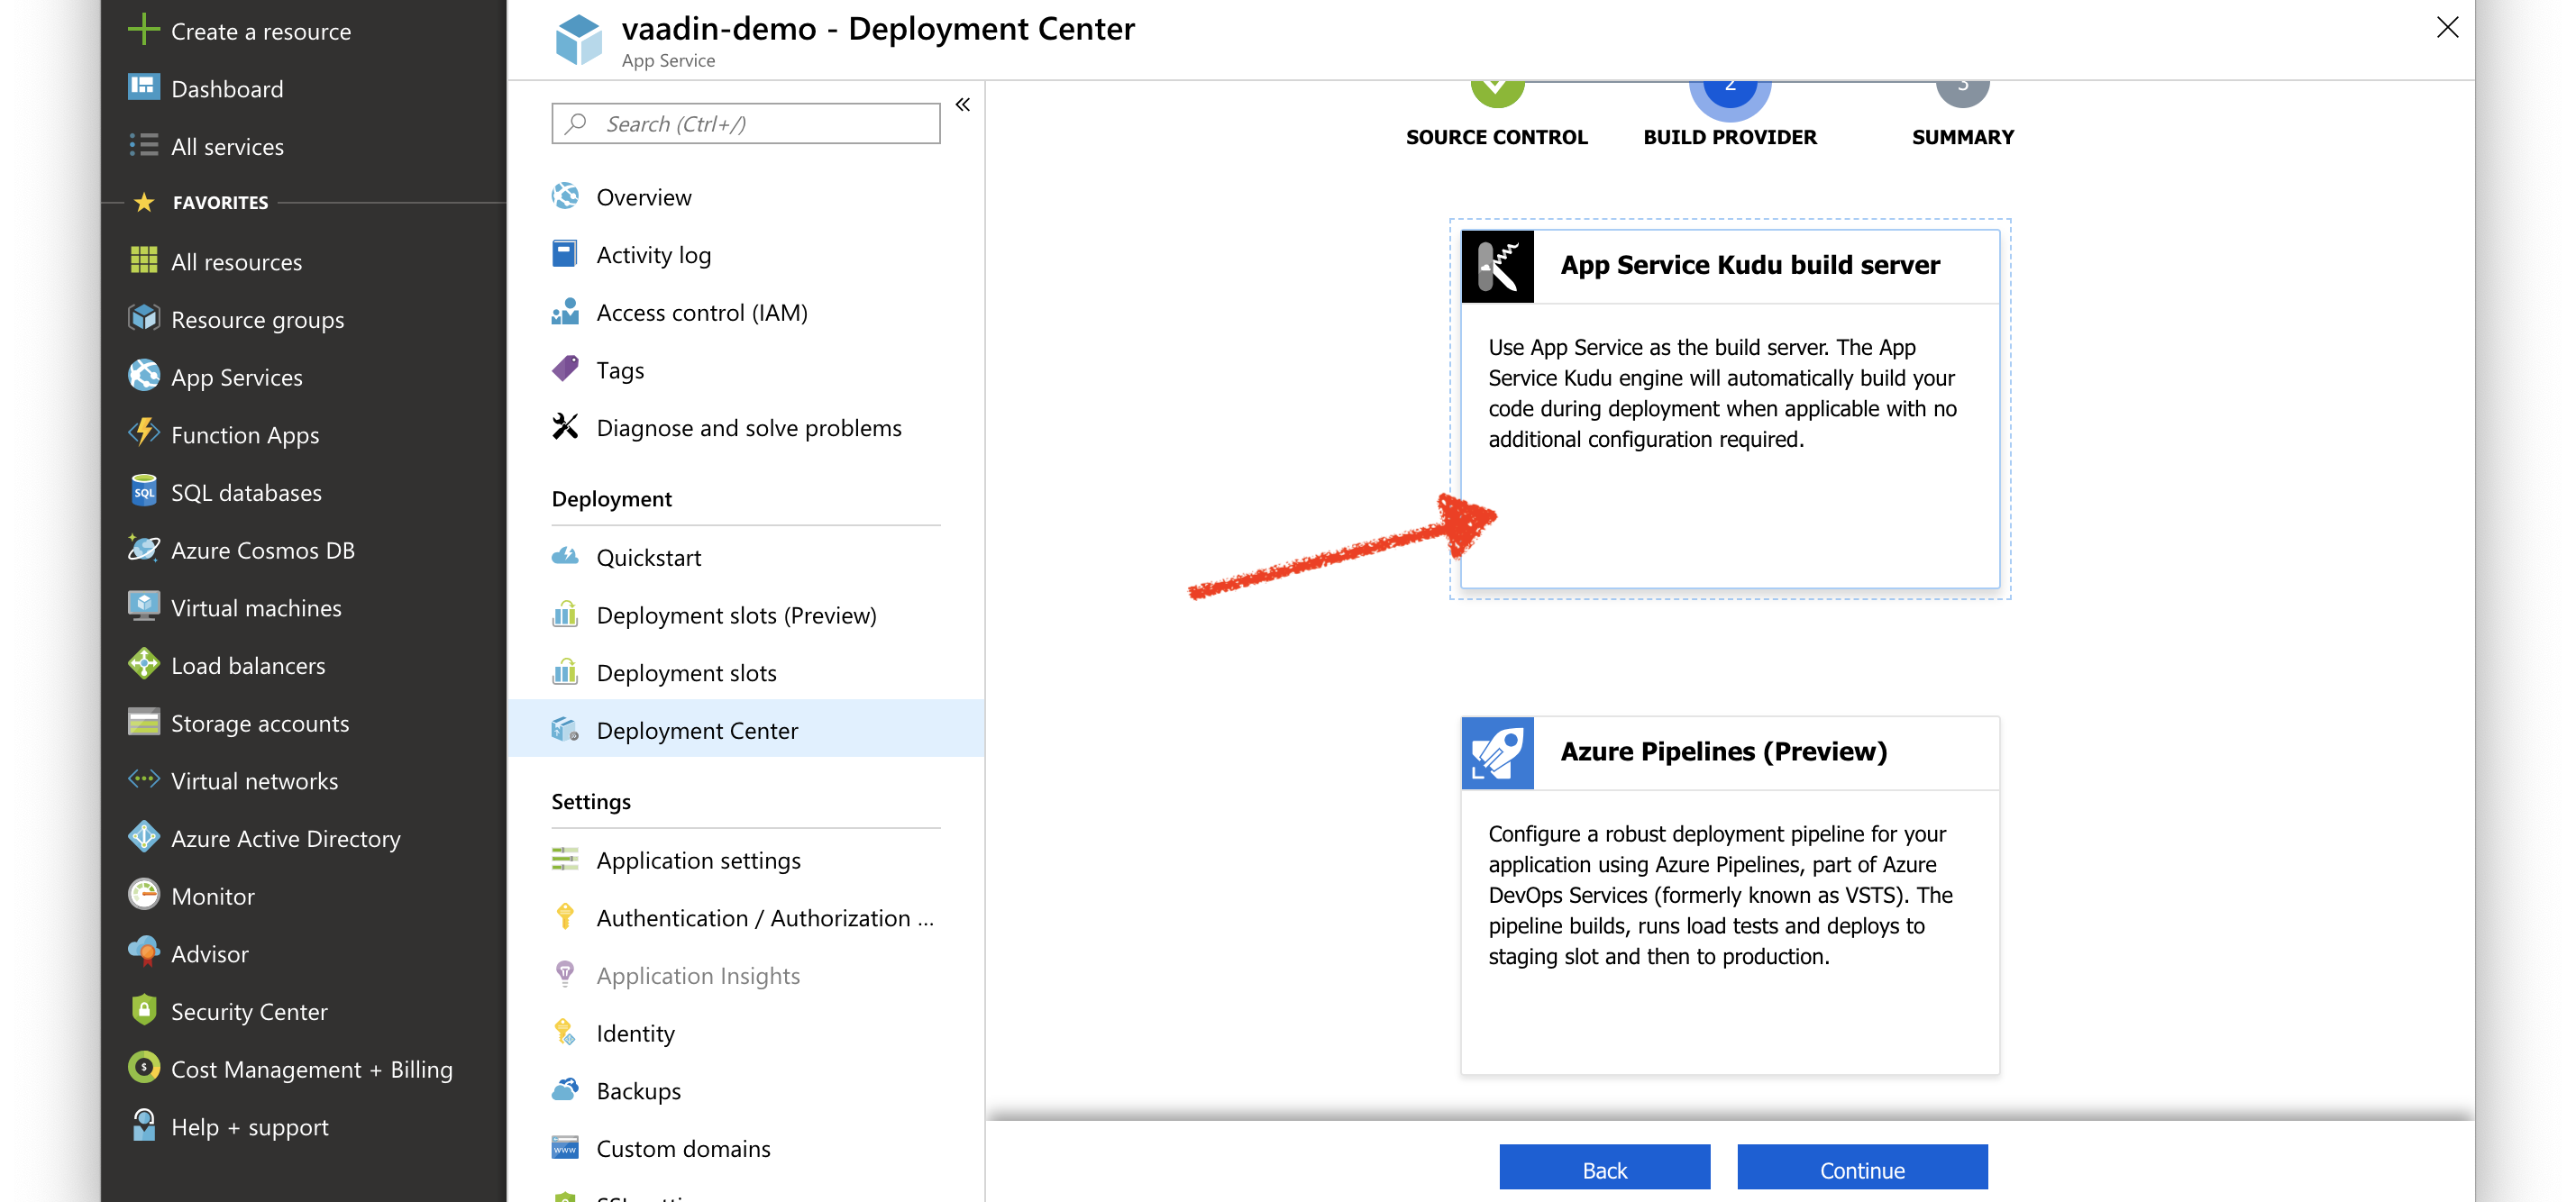 Create a resource
Dashboard
All services
FAVORITES
All resources
Resource groups
App Services
Function Apps
SQL
SQL databases
Azure Cosmos DB
Virtual machines
Load balancers
Storage accounts
Virtual networks
Azure Active Directory
Monitor
Advisor
Security Center
$
Cost Management + Billing
Help + support
vaadin-demo - Deployment Center
App Service
Search (Ctrl+/)
«
Overview
Activity log
Access control (IAM)
Tags
Diagnose and solve problems
Deployment
Quickstart
Deployment slots (Preview)
Deployment slots
Deployment Center
Settings
Application settings
Authentication / Authorization ...
Application Insights
Identity
Backups
www
Custom domains
2
3
SOURCE CONTROL
BUILD PROVIDER
SUMMARY
App Service Kudu build server
Use App Service as the build server. The App
Service Kudu engine will automatically build your
code during deployment when applicable with no
additional configuration required.
Azure Pipelines (Preview)
Configure a robust deployment pipeline for your
application using Azure Pipelines, part of Azure
DevOps Services (formerly known as VSTS). The
pipeline builds, runs load tests and deploys to
staging slot and then to production.
Back
Continue